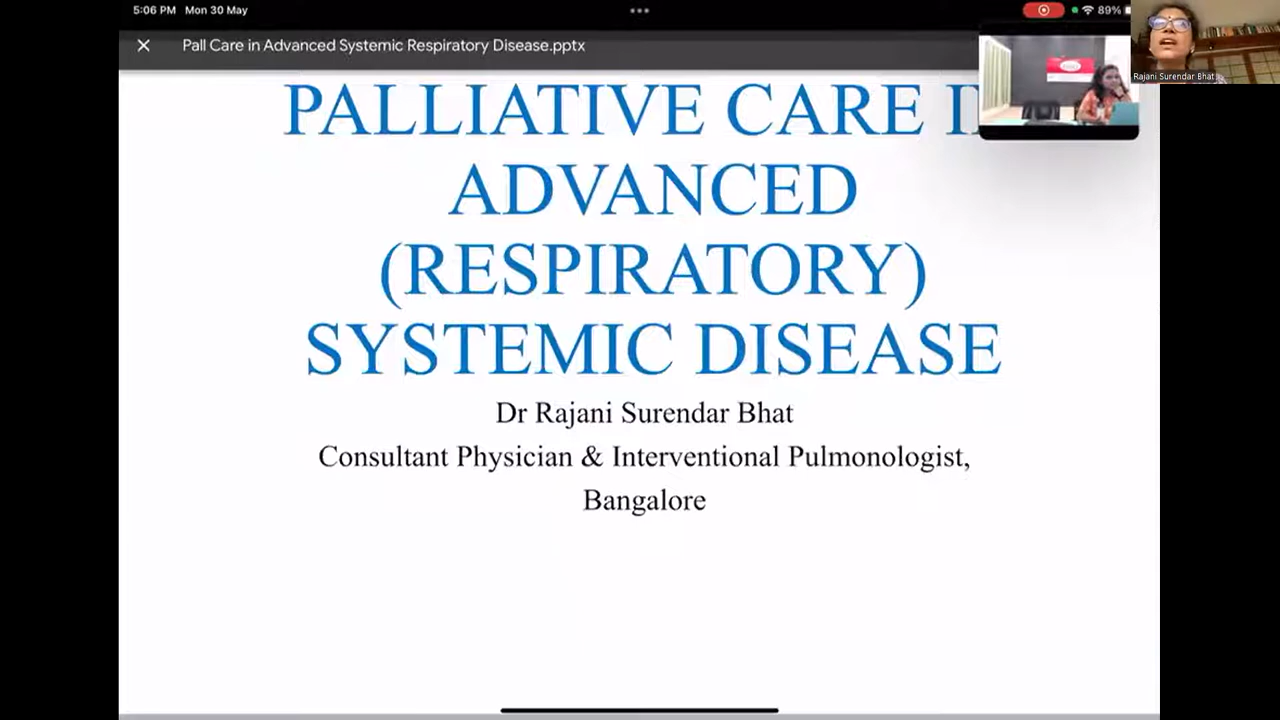 5:06 PM Mon 30 May
89%
Pall Care in Advanced Systemic Respiratory Disease.pptx
Rajani Surendar Bhat
PALLIATIVE CARE
ADVANCED
(RESPIRATORY)
SYSTEMIC DISEASE
Dr Rajani Surendar Bhat
Consultant Physician & Interventional Pulmonologist,
Bangalore